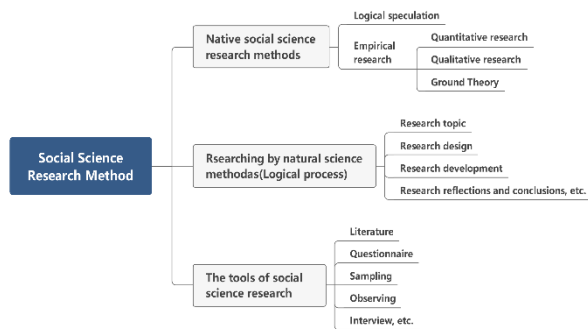 Social Science
Research Method
Native social science
research methods
Logical speculation
Empirical
research
Quantitative research
Qualitative research
Ground Theory
Rsearching by natural science
methodas(Logical process)
Research topic
Research design
Research development
Research reflections and conclusions, etc.
The tools of social
science research
Literature
Questionnaire
Sampling
Observing
Interview, etc.